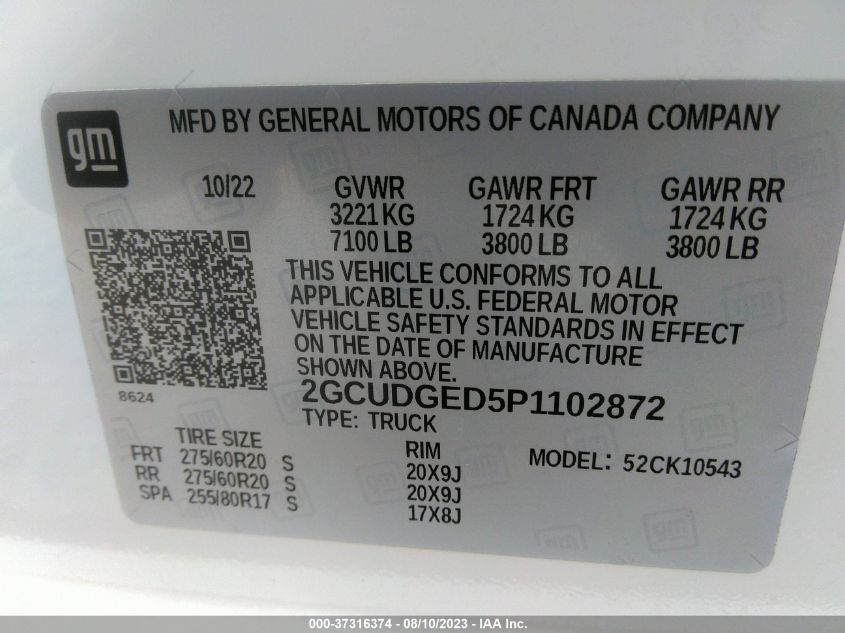 gm
MFD BY GENERAL MOTORS OF CANADA COMPANY
10/22 GVWR GAWR FRT GAWR RR
3221 KG 1724 KG 1724 KG
7100 LB 3800 LB 3800 LB
THIS VEHICLE CONFORMS TO ALL
APPLICABLE U.S. FEDERAL MOTOR
VEHICLE SAFETY STANDARDS IN EFFECT
ON THE DATE OF MANUFACTURE
SHOWN ABOVE.
8624
2GCUDGED5P1102872
TYPE: TRUCK
TIRE SIZE RIM MODEL: 52CK10543
FRT 275/60R20 S 20X9J
RR 275/60R20 S 20X9J
SPA 255/80R17 S 17X8J
000-37316374 - 08/10/2023 - IAA Inc.